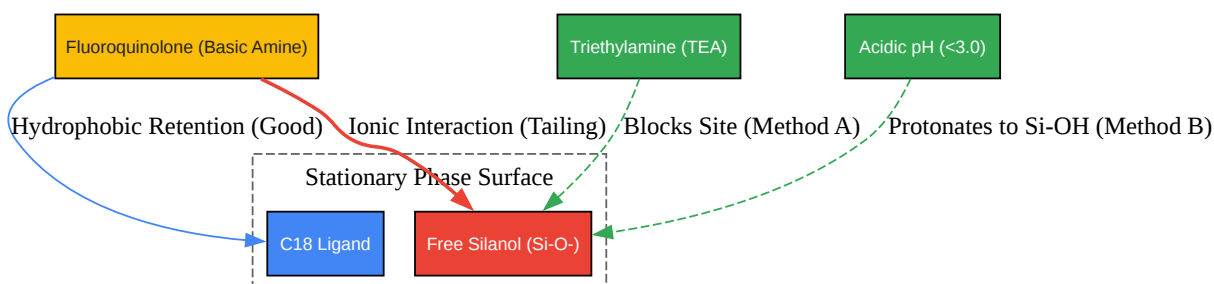 Fluoroquinolone (Basic Amine)
Triethylamine (TEA)
Acidic pH (<3.0)
Hydrophobic Retention (Good)
Ionic Interaction (Tailing)
Blocks Site (Method A)
Protonates to Si-OH (Method B)
Stationary Phase Surface
C18 Ligand
Free Silanol (Si-O-)